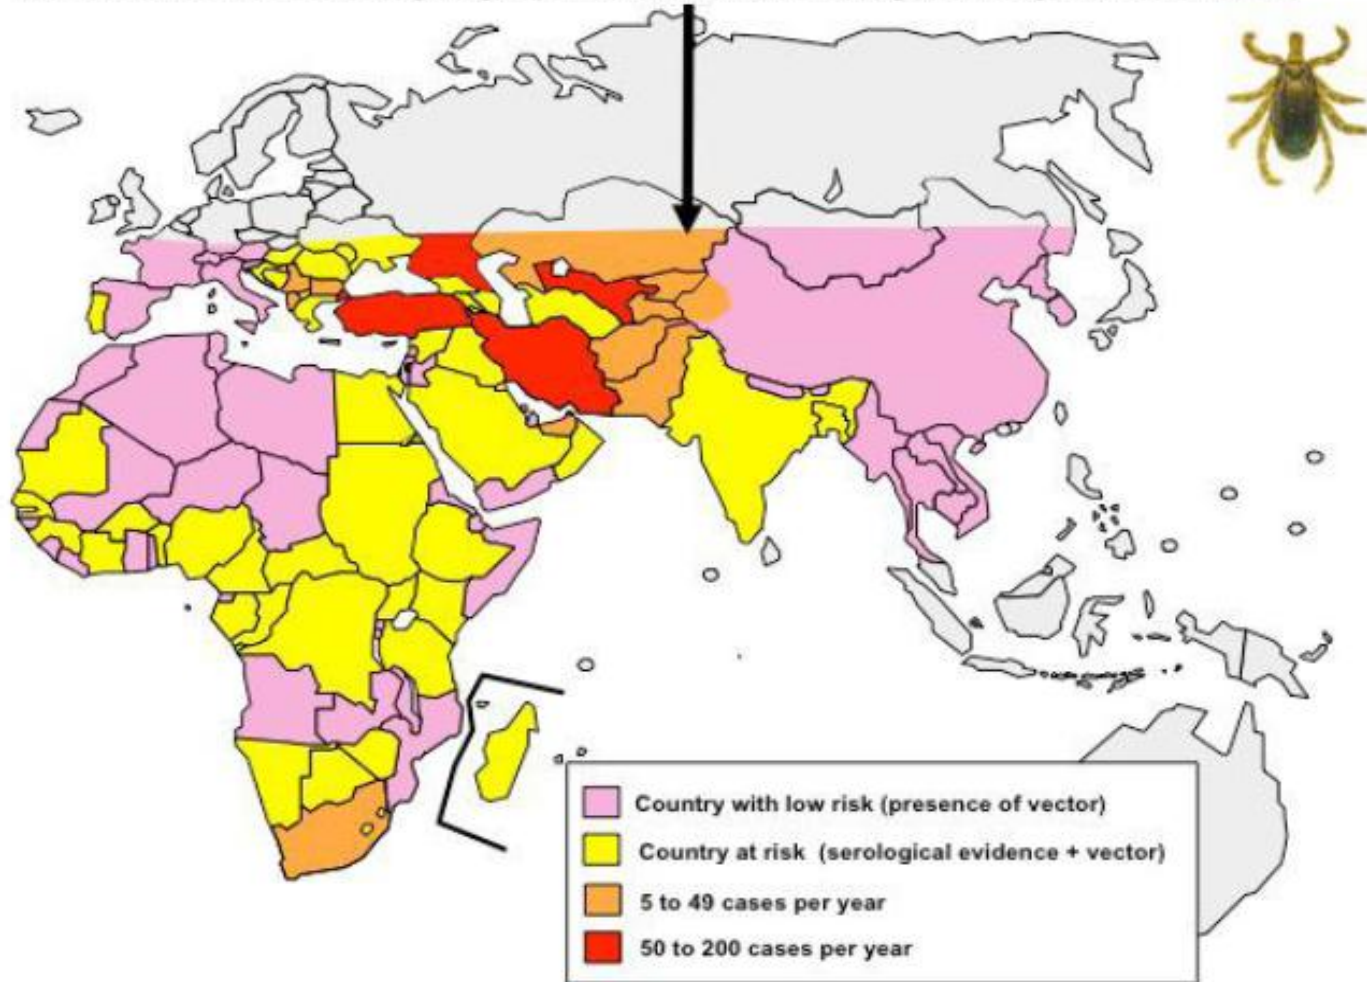 Country with low risk (presence of vector)
Country at risk (serological evidence + vector)
5 to 49 cases per year
50 to 200 cases per year